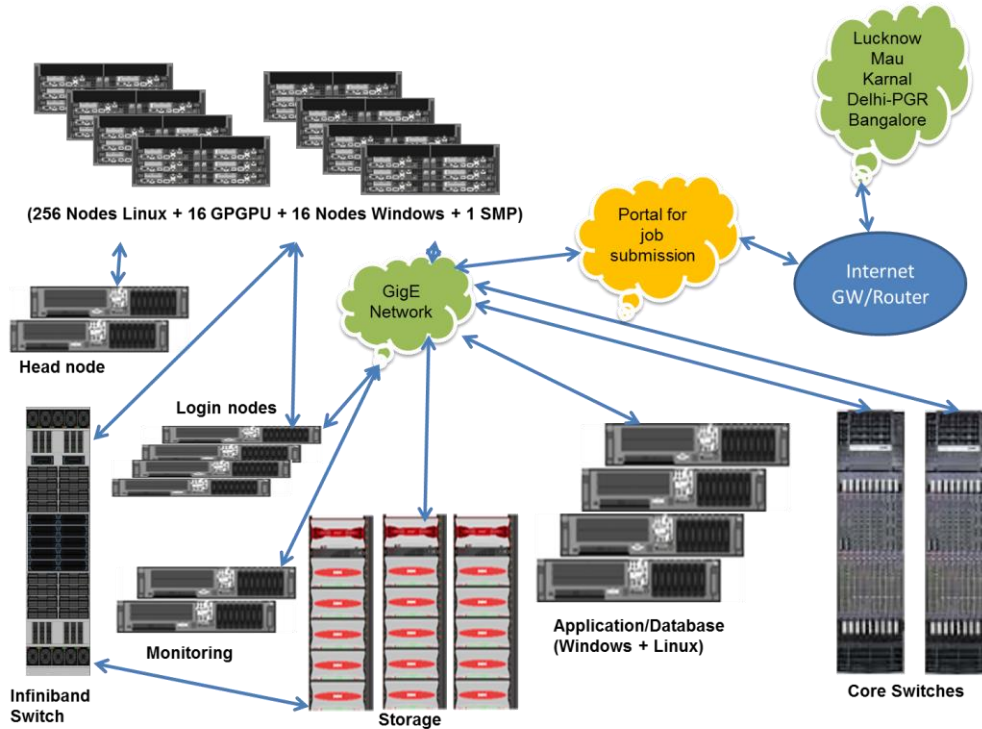 Lucknow
Mau
Karnal
Delhi-PGR
Bangalore
(256 Nodes Linux + 16 GPGPU + 16 Nodes Windows + 1 SMP)
Portal for
job
submission
Internet
GW/Router
GigE
Network
Head node
Login nodes
Monitoring
Application/Database
(Windows + Linux)
Infiniband
Switch
Storage
Core Switches